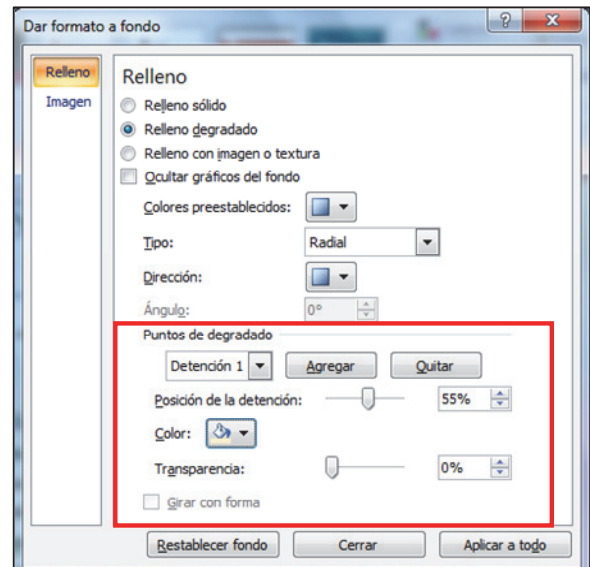 Dar formato a fondo
Relleno
Imagen
Relleno
Relleno sólido
Relleno degradado
Relleno con imagen o textura
Ocultar gráficos del fondo
Colores preestablecidos:
Tipo: Radial
Dirección:
Ángulo: 0°
Puntos de degradado
Detención 1 Agregar Quitar
Posición de la detención: 55%
Color:
Transparencia: 0%
Girar con forma
Restablecer fondo Cerrar Aplicar a todo